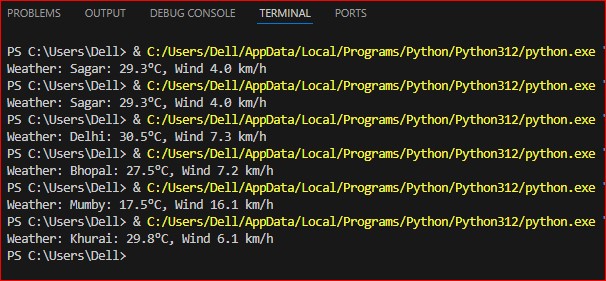 PROBLEMS OUTPUT DEBUG CONSOLE TERMINAL PORTS
PS C:\Users\Dell> & C:/Users/Dell/AppData/Local/Programs/Python/Python312/python.exe
Weather: Sagar: 29.3°C, Wind 4.0 km/h
PS C:\Users\Dell> & C:/Users/Dell/AppData/Local/Programs/Python/Python312/python.exe
Weather: Sagar: 29.3°C, Wind 4.0 km/h
PS C:\Users\Dell> & C:/Users/Dell/AppData/Local/Programs/Python/Python312/python.exe
Weather: Delhi: 30.5°C, Wind 7.3 km/h
PS C:\Users\Dell> & C:/Users/Dell/AppData/Local/Programs/Python/Python312/python.exe
Weather: Bhopal: 27.5°C, Wind 7.2 km/h
PS C:\Users\Dell> & C:/Users/Dell/AppData/Local/Programs/Python/Python312/python.exe
Weather: Mumby: 17.5°C, Wind 16.1 km/h
PS C:\Users\Dell> & C:/Users/Dell/AppData/Local/Programs/Python/Python312/python.exe
Weather: Khurai: 29.8°C, Wind 6.1 km/h
PS C:\Users\Dell>